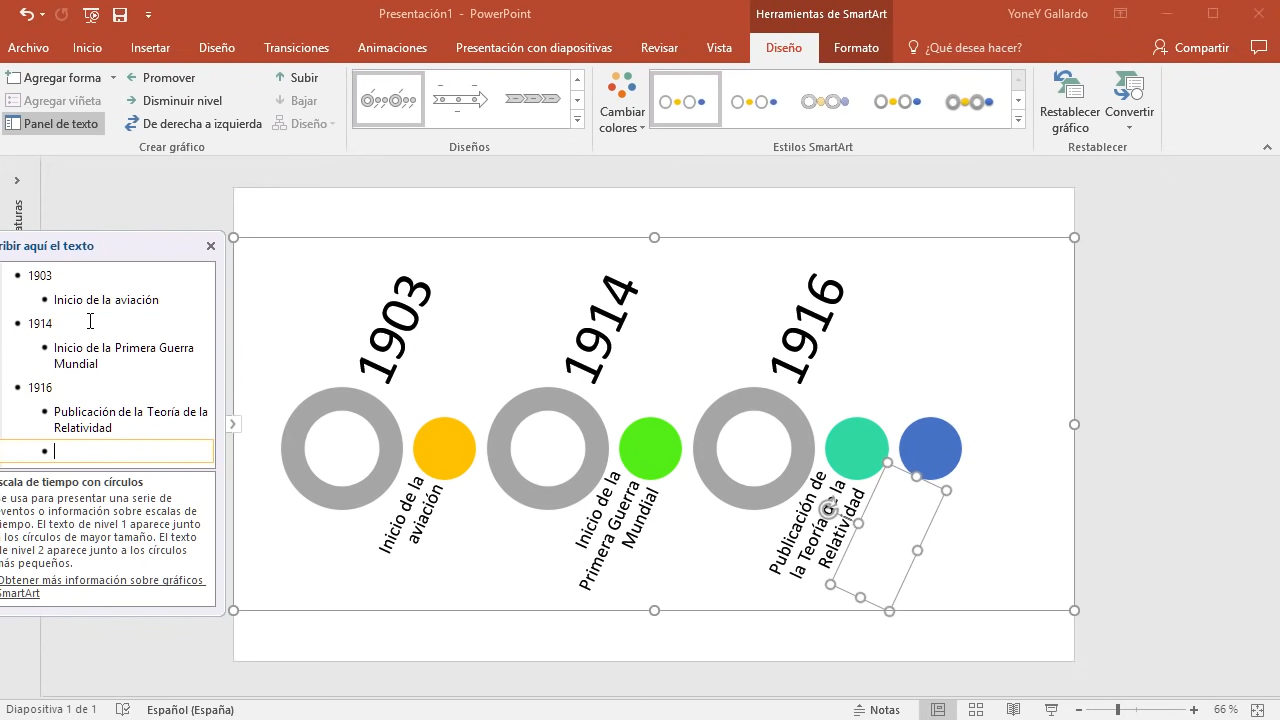 Presentación1 - PowerPoint
Herramientas de SmartArt
YoneY Gallardo
Archivo
Inicio
Insertar
Diseño
Transiciones
Animaciones
Presentación con diapositivas
Revisar
Vista
Diseño
Formato
¿Qué desea hacer?
Compartir
Agregar forma
Promover
Subir
Agregar viñeta
Disminuir nivel
Bajar
Panel de texto
De derecha a izquierda
Diseño
Crear gráfico
Diseños
Cambiar
colores
Estilos SmartArt
Restablecer
gráfico
Convertir
Restablecer
turas
ribir aquí el texto
1903
Inicio de la aviación
1914
Inicio de la Primera Guerra
Mundial
1916
Publicación de la Teoría de la
Relatividad
scala de tiempo con círculos
Se usa para presentar una serie de
eventos o información sobre escalas de
tiempo. El texto de nivel 1 aparece junto
a los círculos de mayor tamaño. El texto
de nivel 2 aparece junto a los círculos
más pequeños.
Obtener más información sobre gráficos
SmartArt
1903
Inicio de la
aviación
1914
Inicio de la
Primera Guerra
Mundial
1916
Publicación de
la Teoría de la
Relatividad
Diapositiva 1 de 1
Español (España)
Notas
66 %